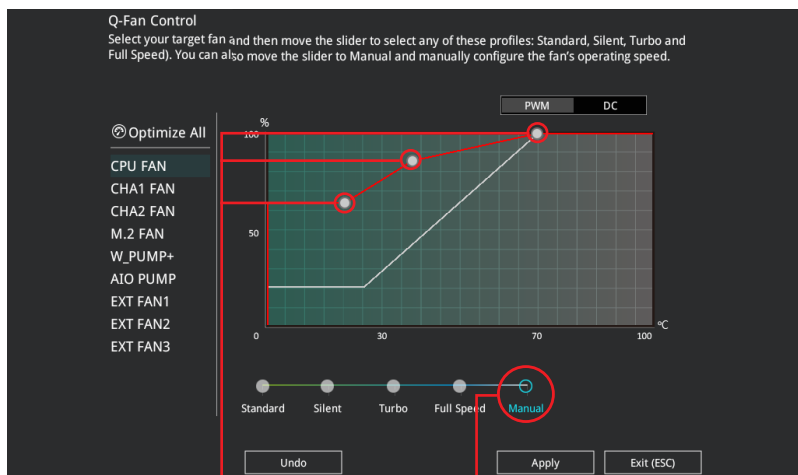 Q-Fan Control
Select your target fan and then move the slider to select any of these profiles: Standard, Silent, Turbo and
Full Speed). You can also move the slider to Manual and manually configure the fan's operating speed.
PWM DC
%
Optimize All
100
CPU FAN
CHA1 FAN
CHA2 FAN
M.2 FAN
50
W_PUMP+
AIO PUMP
EXT FAN1
EXT FAN2
°C
0 30 70 100
EXT FAN3
Standard Silent Turbo Full Speed Manual
Undo Apply Exit (ESC)